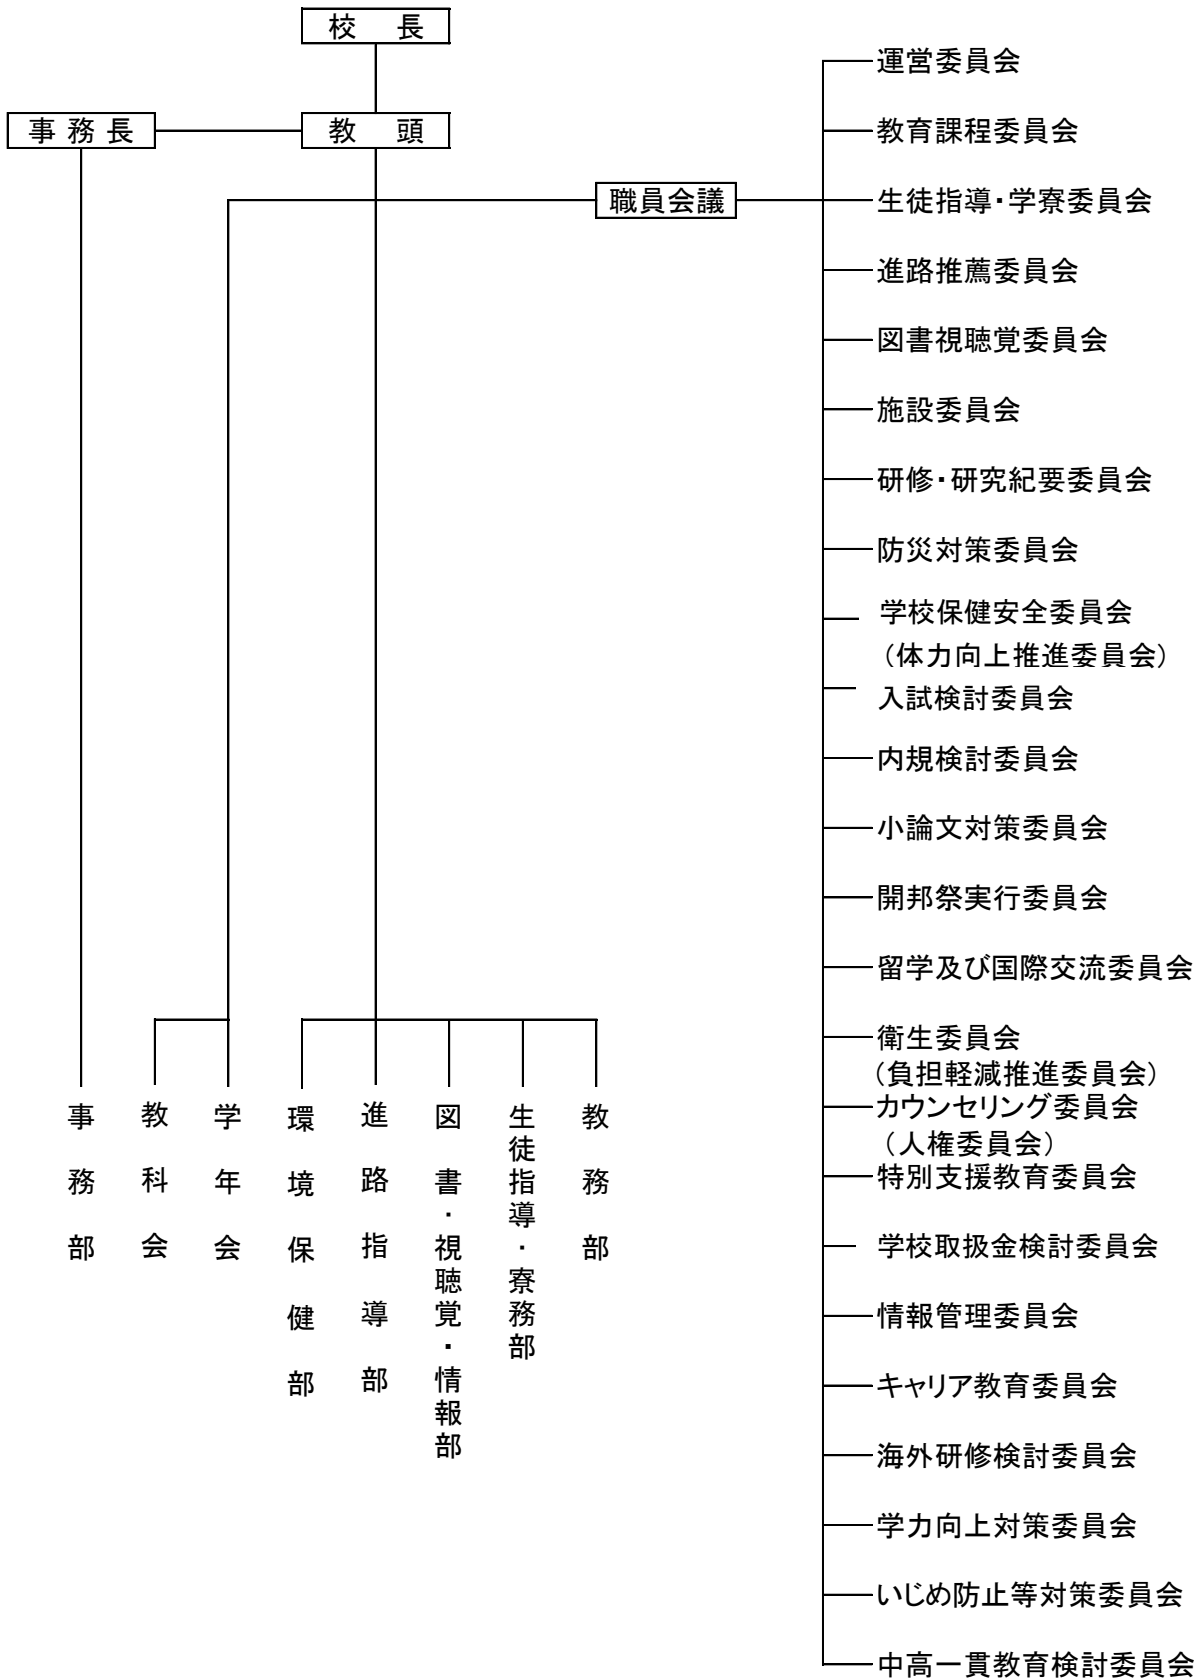 校 長
事 務 長
教 頭
職員会議
運営委員会
教育課程委員会
生徒指導・学寮委員会
進路推薦委員会
図書視聴覚委員会
施設委員会
研修・研究紀要委員会
防災対策委員会
学校保健安全委員会
（体力向上推進委員会）
入試検討委員会
内規検討委員会
小論文対策委員会
開邦祭実行委員会
留学及び国際交流委員会
衛生委員会
（負担軽減推進委員会）
カウンセリング委員会
（人権委員会）
特別支援教育委員会
学校取扱金検討委員会
情報管理委員会
キャリア教育委員会
海外研修検討委員会
学力向上対策委員会
いじめ防止等対策委員会
中高一貫教育検討委員会
事務部
教科会
学年会
環境保健部
進路指導部
図書・視聴覚・情報部
生徒指導・寮務部
教務部